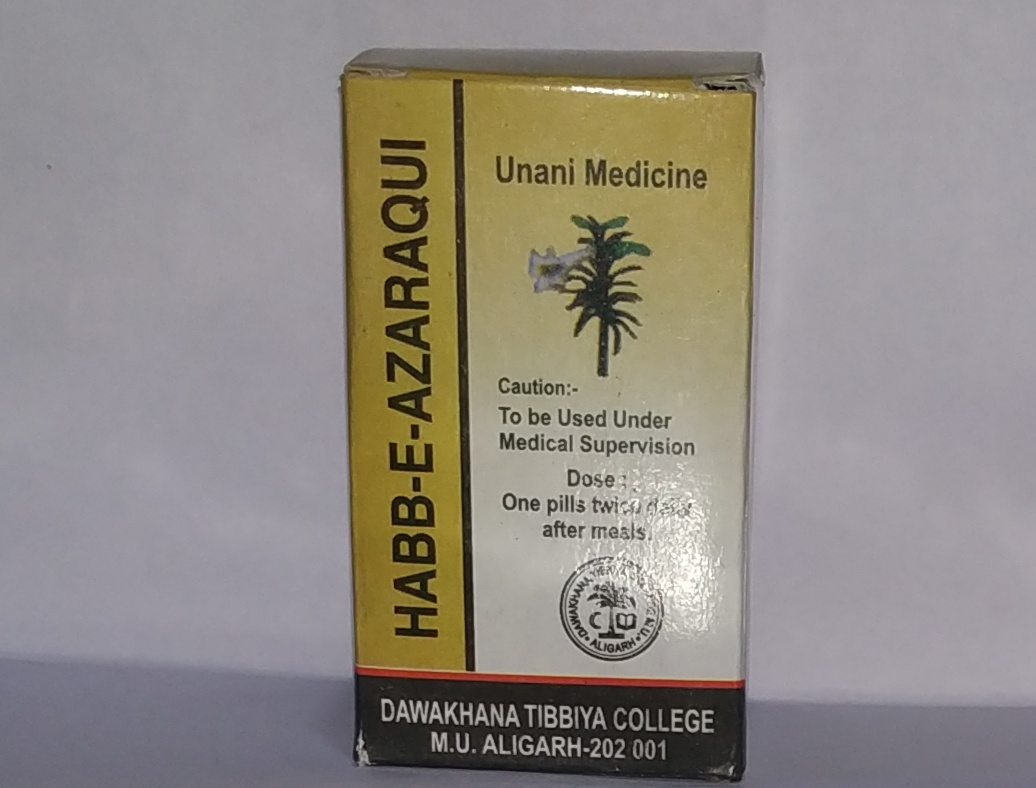 HABB-E-AZARAQUI
Unani Medicine
Caution:-
To be Used Under
Medical Supervision
Dose :
One pills twice
after meals.
DAWAKHANA ALIGARH
DAWAKHANA TIBBIYA COLLEGE
M.U. ALIGARH-202 001